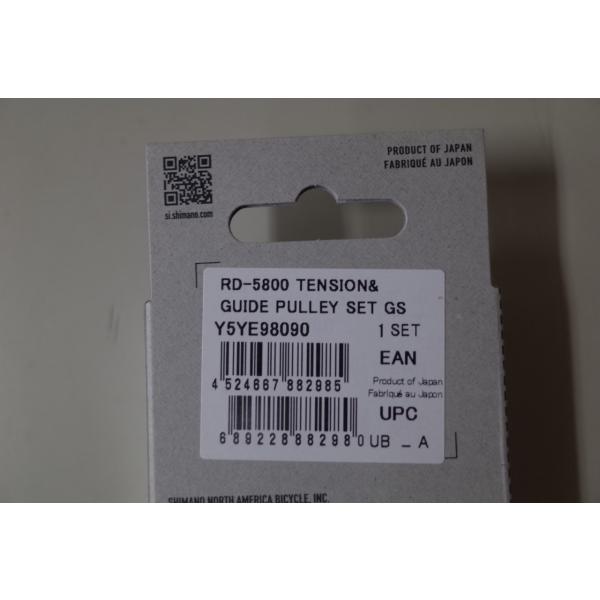 PRODUCT OF JAPAN
FABRIQUÉ AU JAPON
si.shimano.com
RD-5800 TENSION&
GUIDE PULLEY SET GS
Y5YE98090 1 SET
EAN
4 524667 882985
Product of Japan
Fabriqué au Japon
UPC
6 89228 88298 0 UB _ A
SHIMANO NORTH AMERICA BICYCLE, INC.